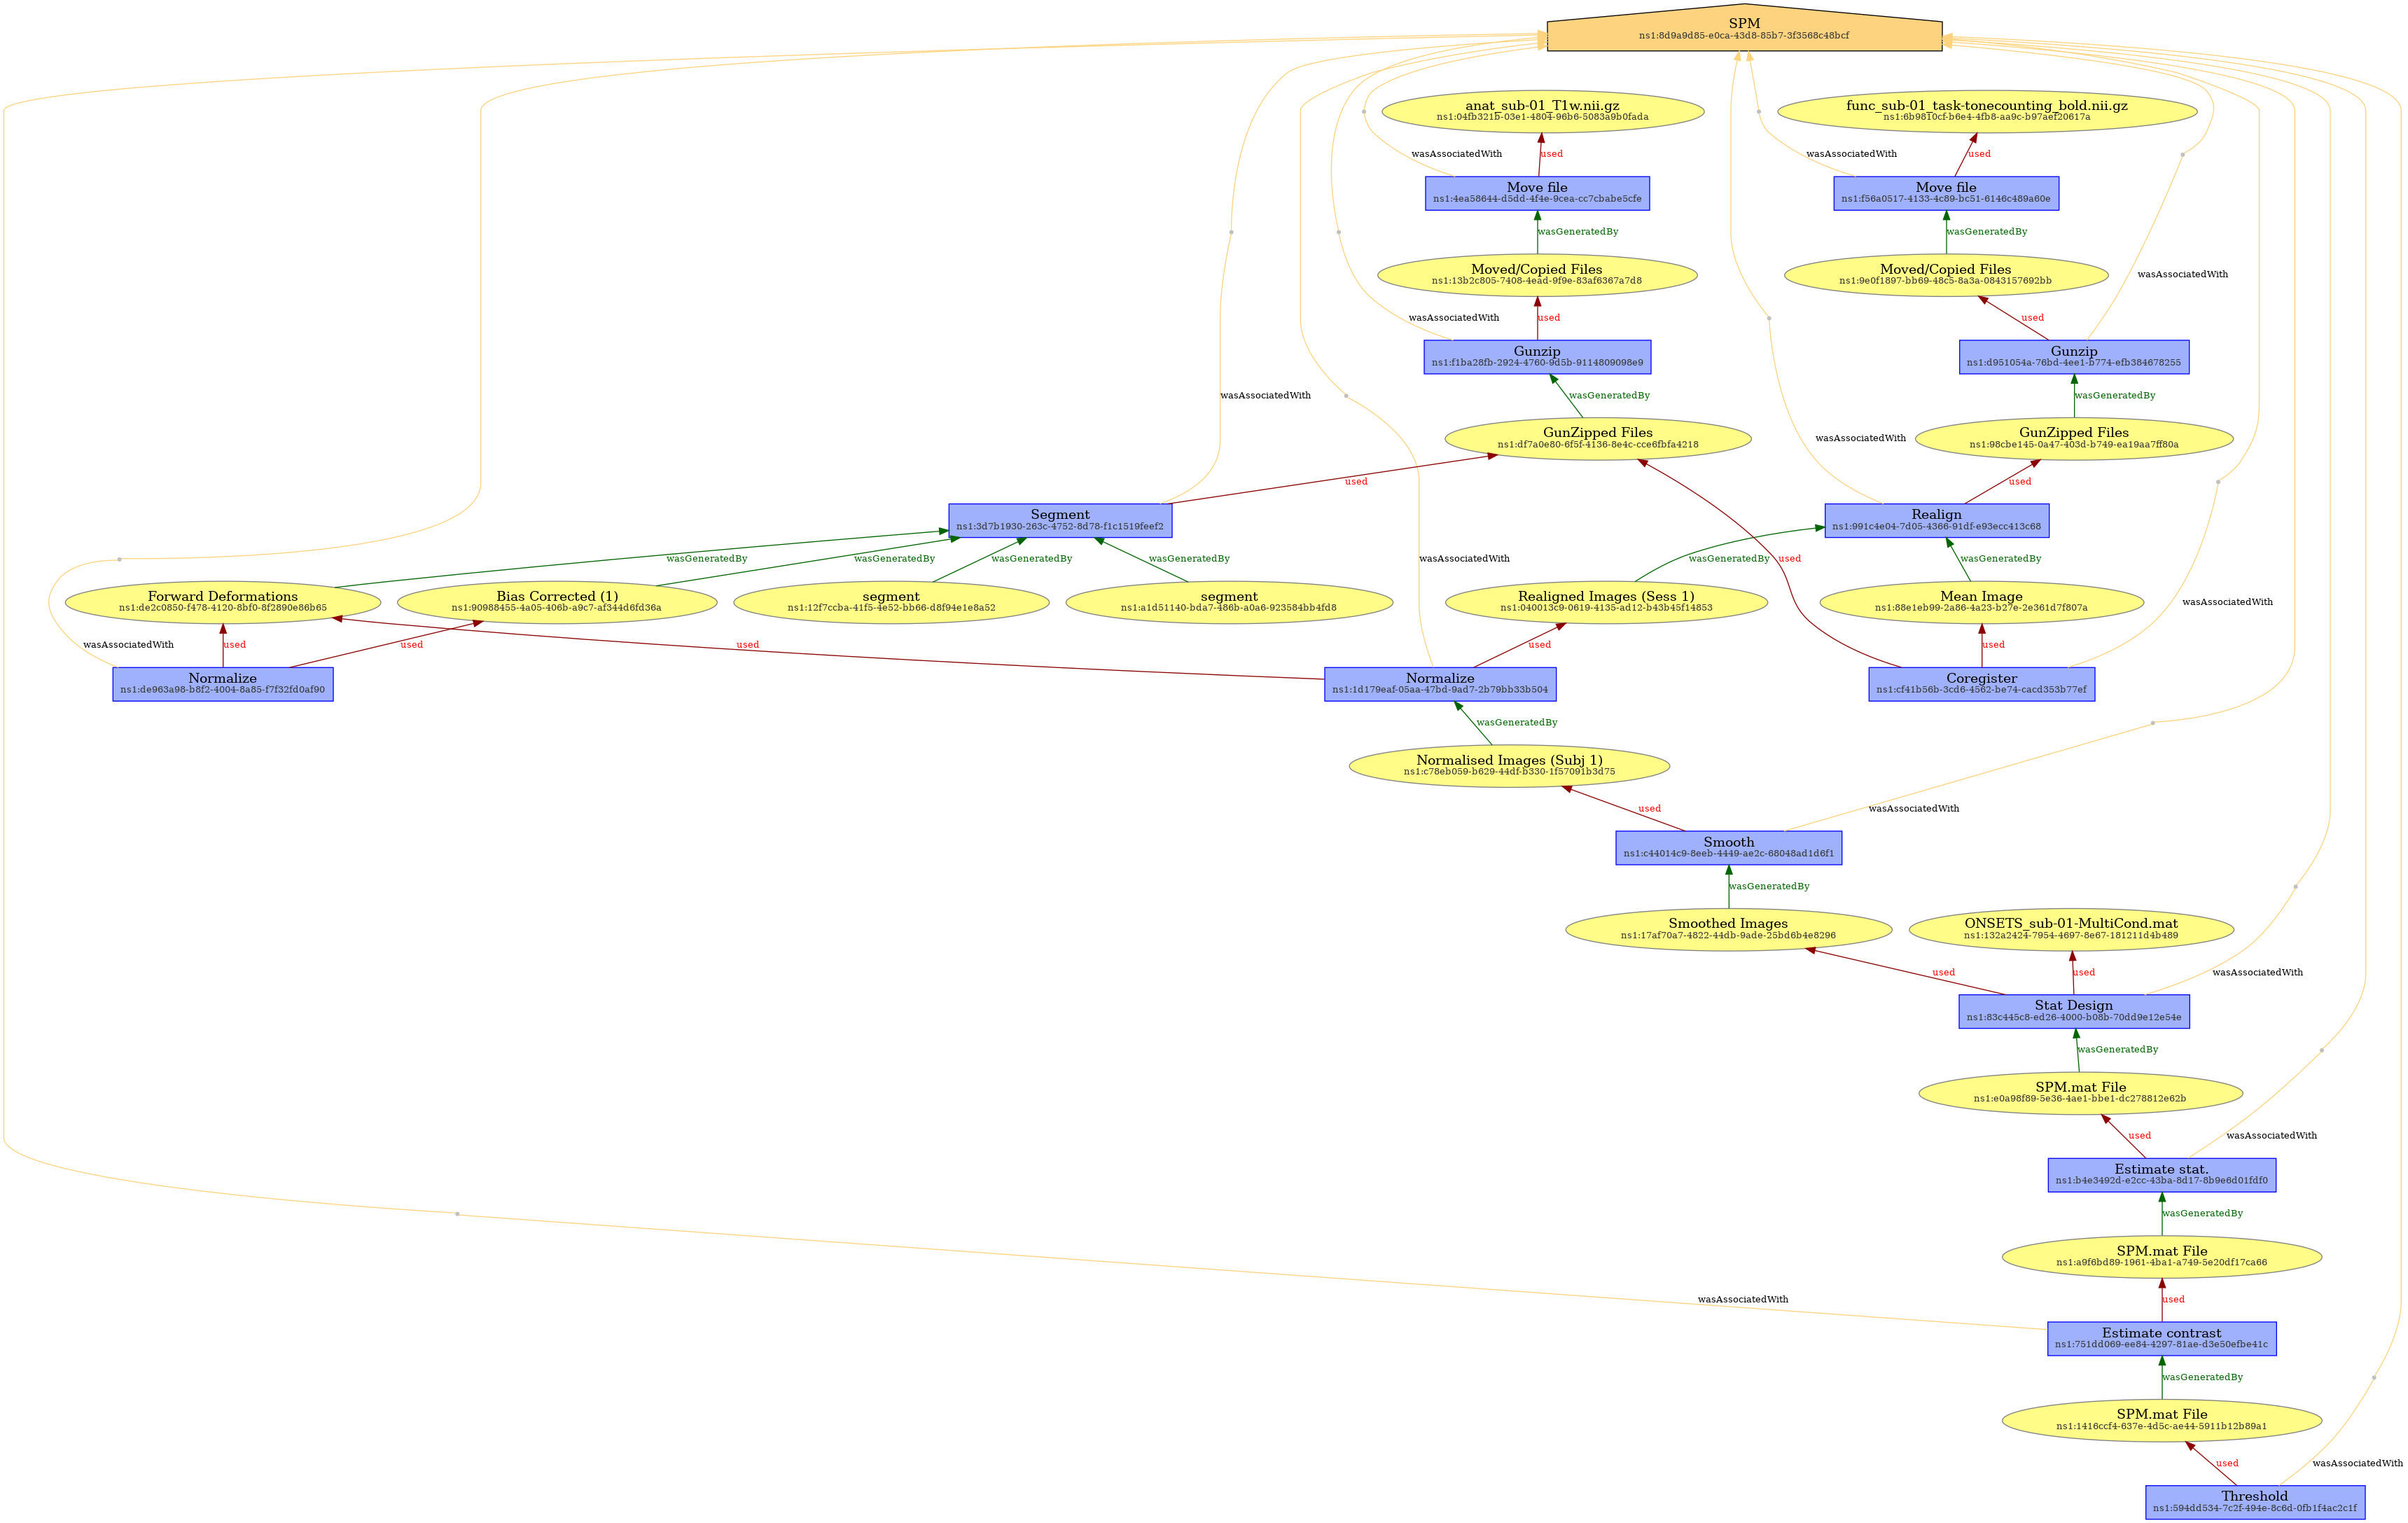 SPM
ns1:8d9a9d85-e0ca-43d8-85b7-3f3568c48bcf
anat_sub-01_T1w.nii.gz
ns1:04fb321b-03e1-4804-96b6-5083a9b0fada
func_sub-01_task-tonecounting_bold.nii.gz
ns1:6b9810cf-b6e4-4fb8-aa9c-b97aef20617a
wasAssociatedWith
used
wasAssociatedWith
used
Move file
ns1:4ea58644-d5dd-4f4e-9cea-cc7cbabe5cfe
Move file
ns1:f56a0517-4133-4c89-bc51-6146c489a60e
wasGeneratedBy
wasGeneratedBy
Moved/Copied Files
ns1:13b2c805-7408-4ead-9f9e-83af6367a7d8
Moved/Copied Files
ns1:9e0f1897-bb69-48c5-8a3a-0843157692bb
wasAssociatedWith
wasAssociatedWith
used
used
Gunzip
ns1:f1ba28fb-2924-4760-9d5b-9114809098e9
Gunzip
ns1:d951054a-76bd-4ee1-b774-efb384678255
wasAssociatedWith
wasGeneratedBy
wasGeneratedBy
GunZipped Files
ns1:df7a0e80-6f5f-4136-8e4c-cce6fbfa4218
wasAssociatedWith
GunZipped Files
ns1:98cbe145-0a47-403d-b749-ea19aa7ff80a
used
used
Segment
ns1:3d7b1930-263c-4752-8d78-f1c1519feef2
Realign
ns1:991c4e04-7d05-4366-91df-e93ecc413c68
wasGeneratedBy
wasGeneratedBy
wasGeneratedBy
wasGeneratedBy
wasAssociatedWith
wasGeneratedBy
used
wasGeneratedBy
Forward Deformations
ns1:de2c0850-f478-4120-8bf0-8f2890e86b65
Bias Corrected (1)
ns1:90988455-4a05-406b-a9c7-af344d6fd36a
segment
ns1:12f7ccba-41f5-4e52-bb66-d8f94e1e8a52
segment
ns1:a1d51140-bda7-486b-a0a6-923584bb4fd8
Realigned Images (Sess 1)
ns1:040013c9-0619-4135-ad12-b43b45f14853
Mean Image
ns1:88e1eb99-2a86-4a23-b27e-2e361d7f807a
wasAssociatedWith
wasAssociatedWith
used
used
used
used
used
Normalize
ns1:de963a98-b8f2-4004-8a85-f7f32fd0af90
Normalize
ns1:1d179eaf-05aa-47bd-9ad7-2b79bb33b504
Coregister
ns1:cf41b56b-3cd6-4562-be74-cacd353b77ef
wasGeneratedBy
Normalised Images (Subj 1)
ns1:c78eb059-b629-44df-b330-1f57091b3d75
used
wasAssociatedWith
Smooth
ns1:c44014c9-8eeb-4449-ae2c-68048ad1d6f1
wasGeneratedBy
Smoothed Images
ns1:17af70a7-4822-44db-9ade-25bd6b4e8296
ONSETS_sub-01-MultiCond.mat
ns1:132a2424-7954-4697-8e67-181211d4b489
used
used
wasAssociatedWith
Stat Design
ns1:83c445c8-ed26-4000-b08b-70dd9e12e54e
wasGeneratedBy
SPM.mat File
ns1:e0a98f89-5e36-4ae1-bbe1-dc278812e62b
used
wasAssociatedWith
Estimate stat.
ns1:b4e3492d-e2cc-43ba-8d17-8b9e6d01fdf0
wasGeneratedBy
SPM.mat File
ns1:a9f6bd89-1961-4ba1-a749-5e20df17ca66
wasAssociatedWith
used
Estimate contrast
ns1:751dd069-ee84-4297-81ae-d3e50efbe41c
wasGeneratedBy
SPM.mat File
ns1:1416ccf4-637e-4d5c-ae44-5911b12b89a1
used
wasAssociatedWith
Threshold
ns1:594dd534-7c2f-494e-8c6d-0fb1f4ac2c1f